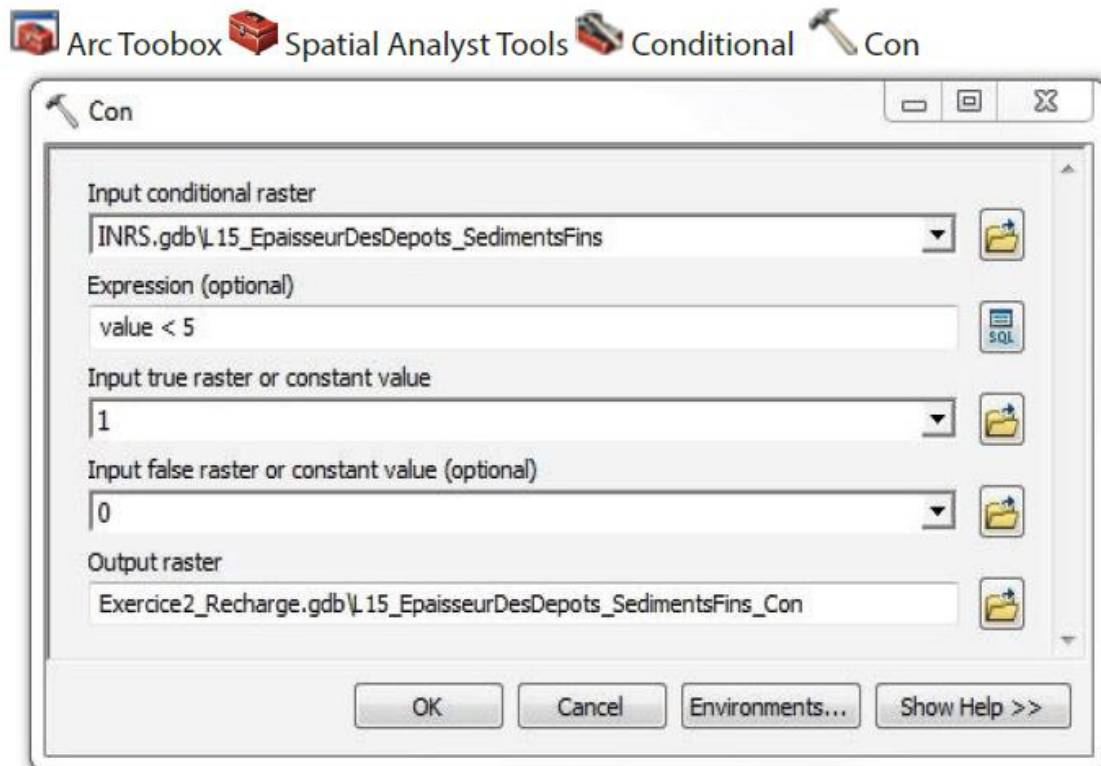 Arc Toobox Spatial Analyst Tools Conditional Con
Con
Input conditional raster
INRS.gdb\L15_EpaisseurDesDepots_SedimentsFins
Expression (optional)
value < 5
SQL
Input true raster or constant value
1
Input false raster or constant value (optional)
0
Output raster
Exercice2_Recharge.gdb\L15_EpaisseurDesDepots_SedimentsFins_Con
OK Cancel Environments... Show Help >>